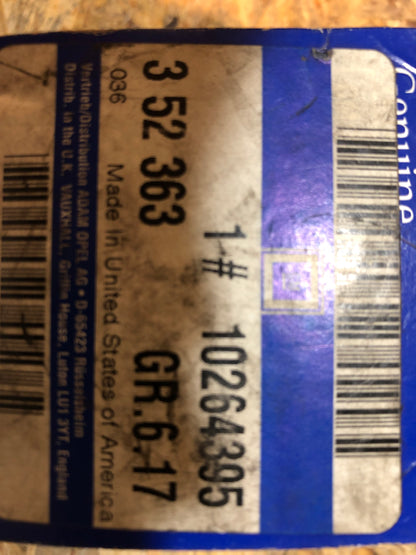 Genuine
1# 10264395
3 52 363 GR.6.17
036 Made in United States of America
Vertrieb/Distribution ADAM OPEL AG • D-65423 Rüsselsheim
Distrib. in the U.K. VAUXHALL, Griffin House, Luton LU1 3YT, England